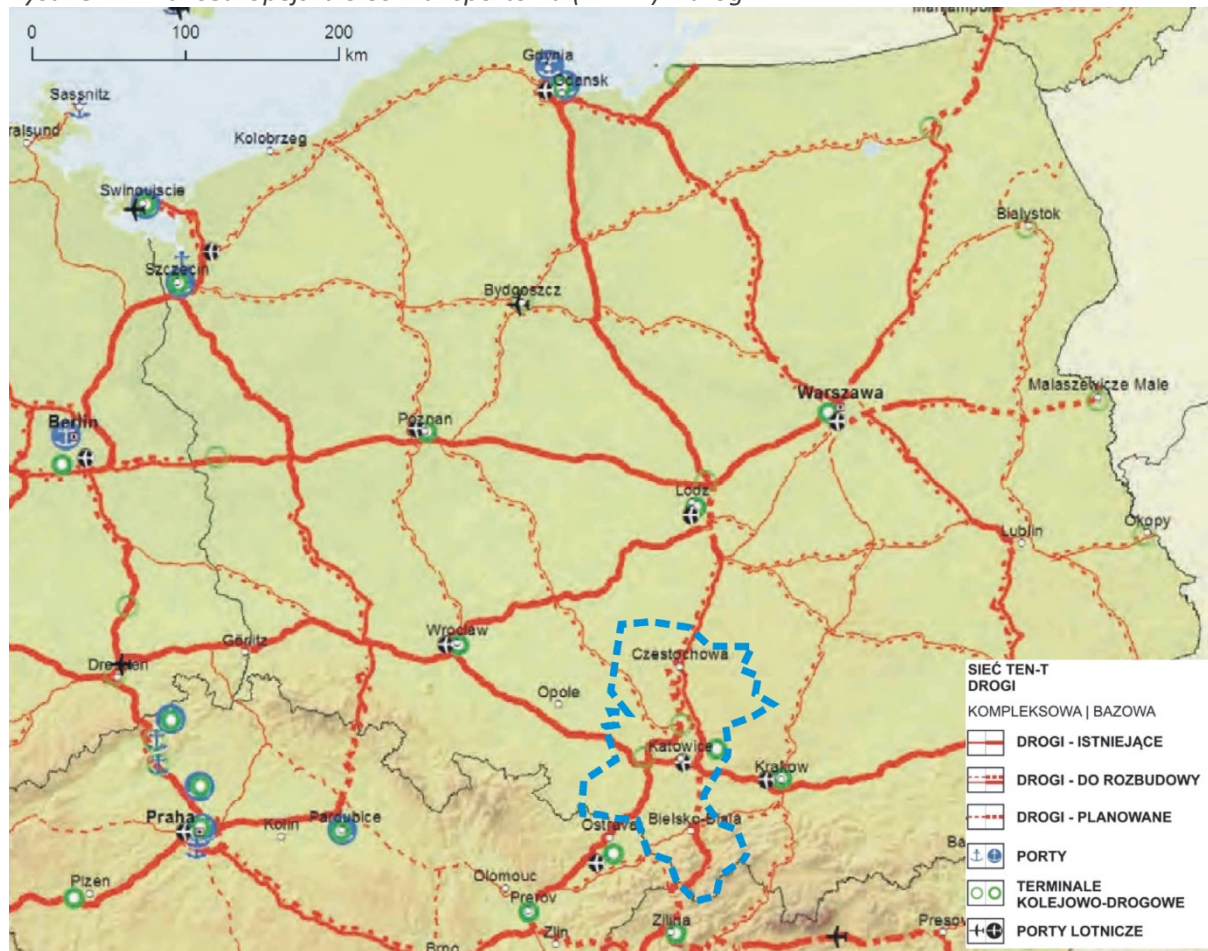 0 100 200
km
Gdynia
Gdansk
Sassnitz
ralsund
Kolobrzeg
Swinoujscie
Bialystok
Szczecin
Bydgoszcz
Malaszewicze Male
Warszawa
Berlin
Poznan
Lodz
Lublin
Okopy
Wroclaw
Görlitz
Czestochowa
Dresden
Opole
Katowice
Krakow
Praha
Kolin
Pardubice
Ostrava
Bielsko-Biala
Ba
Plzen
Olomouc
Prerov
Zilina
Presov
Zlin
Brno
SIEĆ TEN-T
DROGI
KOMPLEKSOWA | BAZOWA
DROGI - ISTNIEJĄCE
DROGI - DO ROZBUDOWY
DROGI - PLANOWANE
PORTY
TERMINALE
KOLEJOWO-DROGOWE
PORTY LOTNICZE